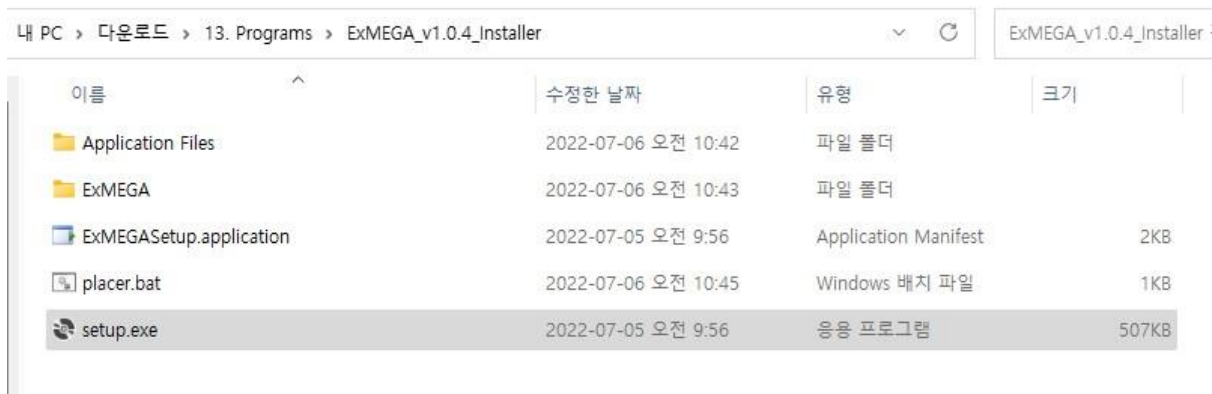 내 PC > 다운로드 > 13. Programs > ExMEGA_v1.0.4_Installer ExMEGA_v1.0.4_Installer
이름 수정한 날짜 유형 크기
Application Files 2022-07-06 오전 10:42 파일 폴더
ExMEGA 2022-07-06 오전 10:43 파일 폴더
ExMEGASetup.application 2022-07-05 오전 9:56 Application Manifest 2KB
placer.bat 2022-07-06 오전 10:45 Windows 배치 파일 1KB
setup.exe 2022-07-05 오전 9:56 응용 프로그램 507KB